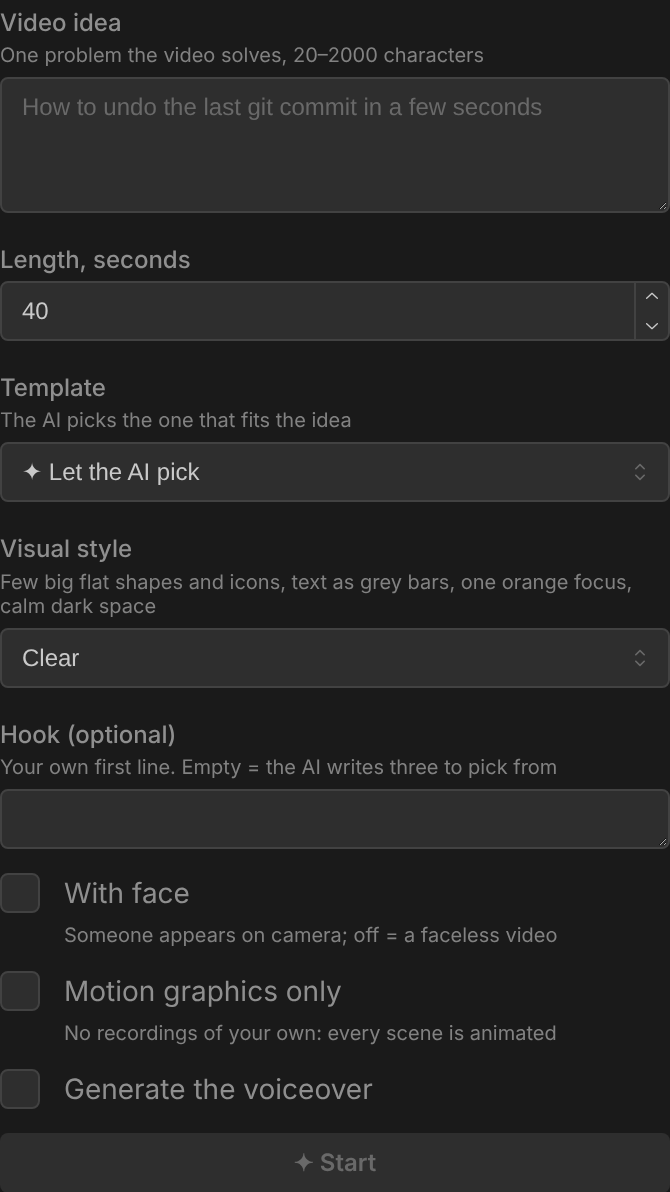 Video idea
One problem the video solves, 20–2000 characters
How to undo the last git commit in a few seconds
Length, seconds
40
Template
The AI picks the one that fits the idea
✦ Let the AI pick
Visual style
Few big flat shapes and icons, text as grey bars, one orange focus,
calm dark space
Clear
Hook (optional)
Your own first line. Empty = the AI writes three to pick from
With face
Someone appears on camera; off = a faceless video
Motion graphics only
No recordings of your own: every scene is animated
Generate the voiceover
✦ Start